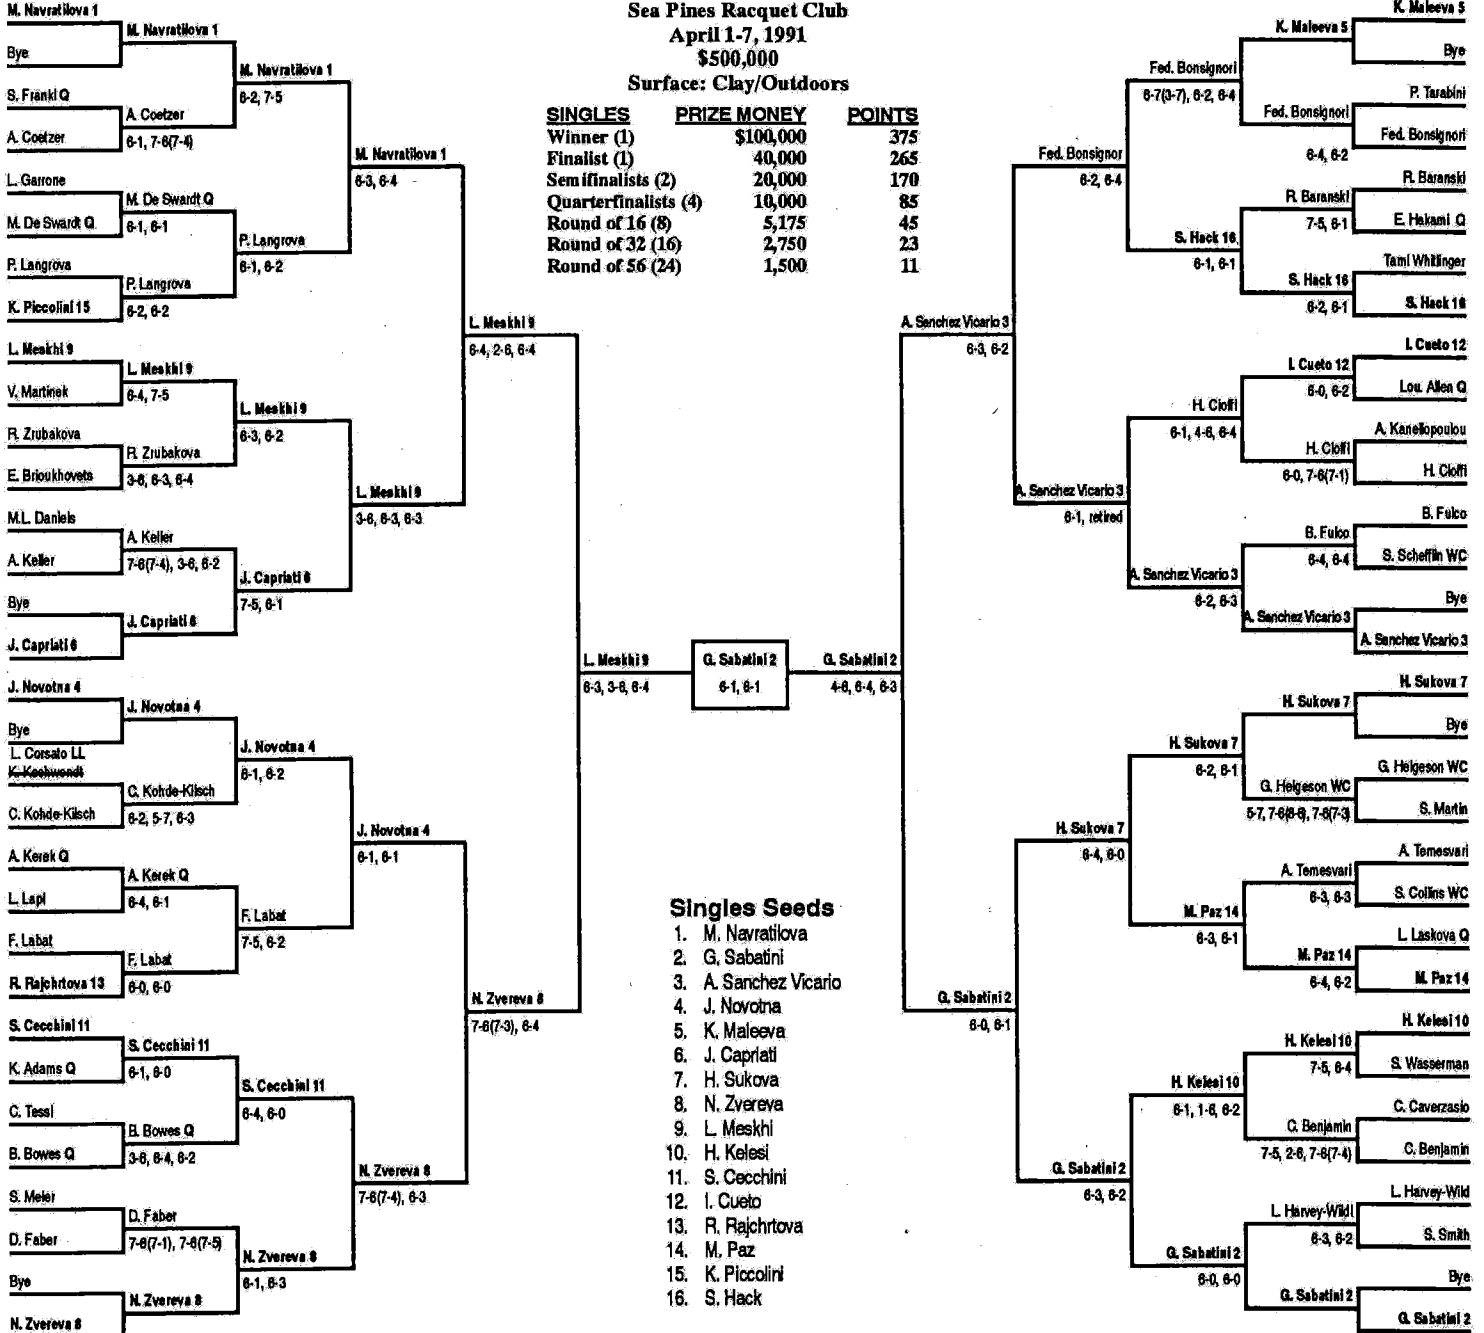 Sea Pines Racquet Club
April 1-7, 1991
$500,000
Surface: Clay/Outdoors
SINGLES PRIZE MONEY POINTS
Winner (1) $100,000 375
Finalist (1) 40,000 265
Semifinalists (2) 20,000 170
Quarterfinalists (4) 10,000 85
Round of 16 (8) 5,175 45
Round of 32 (16) 2,750 23
Round of 56 (24) 1,500 11
M. Navratilova 1
Bye
S. Frankl Q
A. Coetzer
L. Garrone
M. De Swardt Q
P. Langrova
K. Piccolini 15
L. Meskhi 9
V. Martinek
R. Zrubakova
E. Brioukhovets
M.L. Daniels
A. Keller
Bye
J. Capriati 6
J. Novotna 4
Bye
L. Corsato LL
K. Keshwendt
C. Kohde-Kilsch
A. Kerek Q
L. Lapi
F. Labat
R. Rajchrtova 13
S. Cecchini 11
K. Adams Q
C. Tessi
B. Bowes Q
S. Meier
D. Faber
Bye
N. Zvereva 8
M. Navratilova 1
A. Coetzer
6-1, 7-6(7-4)
M. De Swardt Q
6-1, 6-1
P. Langrova
6-2, 6-2
L. Meskhi 9
6-4, 7-5
R. Zrubakova
3-6, 6-3, 6-4
A. Keller
7-6(7-4), 3-6, 6-2
J. Capriati 6
J. Novotna 4
C. Kohde-Kilsch
6-2, 5-7, 6-3
A. Kerek Q
6-4, 6-1
F. Labat
6-0, 6-0
S. Cecchini 11
6-1, 6-0
B. Bowes Q
3-6, 6-4, 6-2
D. Faber
7-6(7-1), 7-6(7-5)
N. Zvereva 8
M. Navratilova 1
6-2, 7-5
P. Langrova
6-1, 6-2
L. Meskhi 9
6-3, 6-2
J. Capriati 6
7-5, 6-1
J. Novotna 4
6-1, 6-2
F. Labat
7-5, 6-2
S. Cecchini 11
6-4, 6-0
N. Zvereva 8
6-1, 6-3
M. Navratilova 1
6-3, 6-4
L. Meskhi 9
3-6, 6-3, 6-3
J. Novotna 4
6-1, 6-1
N. Zvereva 8
7-6(7-4), 6-3
L. Meskhi 9
6-4, 2-6, 6-4
N. Zvereva 8
7-6(7-3), 6-4
L. Meskhi 9
6-3, 3-6, 6-4
G. Sabatini 2
6-1, 6-1
G. Sabatini 2
4-6, 6-4, 6-3
A. Sanchez Vicario 3
6-3, 6-2
G. Sabatini 2
6-0, 6-1
Fed. Bonsignor
6-2, 6-4
A. Sanchez Vicario 3
6-1, retired
H. Sukova 7
6-4, 6-0
G. Sabatini 2
6-3, 6-2
Fed. Bonsignori
6-7(3-7), 6-2, 6-4
S. Hack 16
6-1, 6-1
H. Cioffi
6-1, 4-6, 6-4
A. Sanchez Vicario 3
6-2, 6-3
H. Sukova 7
6-2, 6-1
M. Paz 14
6-3, 6-1
H. Kelesi 10
6-1, 1-6, 6-2
G. Sabatini 2
6-0, 6-0
K. Maleeva 5
Fed. Bonsignori
6-4, 6-2
R. Baranski
7-5, 6-1
S. Hack 16
6-2, 6-1
I. Cueto 12
6-0, 6-2
H. Cioffi
6-0, 7-6(7-1)
B. Fulco
6-4, 6-4
A. Sanchez Vicario 3
H. Sukova 7
G. Helgeson WC
5-7, 7-6(8-6), 7-6(7-3)
A. Temesvari
6-3, 6-3
M. Paz 14
6-4, 6-2
H. Kelesi 10
7-5, 6-4
C. Benjamin
7-5, 2-6, 7-6(7-4)
L. Harvey-Wildl
6-3, 6-2
G. Sabatini 2
K. Maleeva 5
Bye
P. Tarabini
Fed. Bonsignori
R. Baranski
E. Hakami Q
Tami Whitlinger
S. Hack 16
I. Cueto 12
Lou. Allen Q
A. Kanellopoulou
H. Cioffi
B. Fulco
S. Schefflin WC
Bye
A. Sanchez Vicario 3
H. Sukova 7
Bye
G. Helgeson WC
S. Martin
A. Temesvari
S. Collins WC
L. Laskova Q
M. Paz 14
H. Kelesi 10
S. Wasserman
C. Caverzasio
C. Benjamin
L. Harvey-Wild
S. Smith
Bye
G. Sabatini 2
Singles Seeds
1. M. Navratilova
2. G. Sabatini
3. A. Sanchez Vicario
4. J. Novotna
5. K. Maleeva
6. J. Capriati
7. H. Sukova
8. N. Zvereva
9. L. Meskhi
10. H. Kelesi
11. S. Cecchini
12. I. Cueto
13. R. Rajchrtova
14. M. Paz
15. K. Piccolini
16. S. Hack